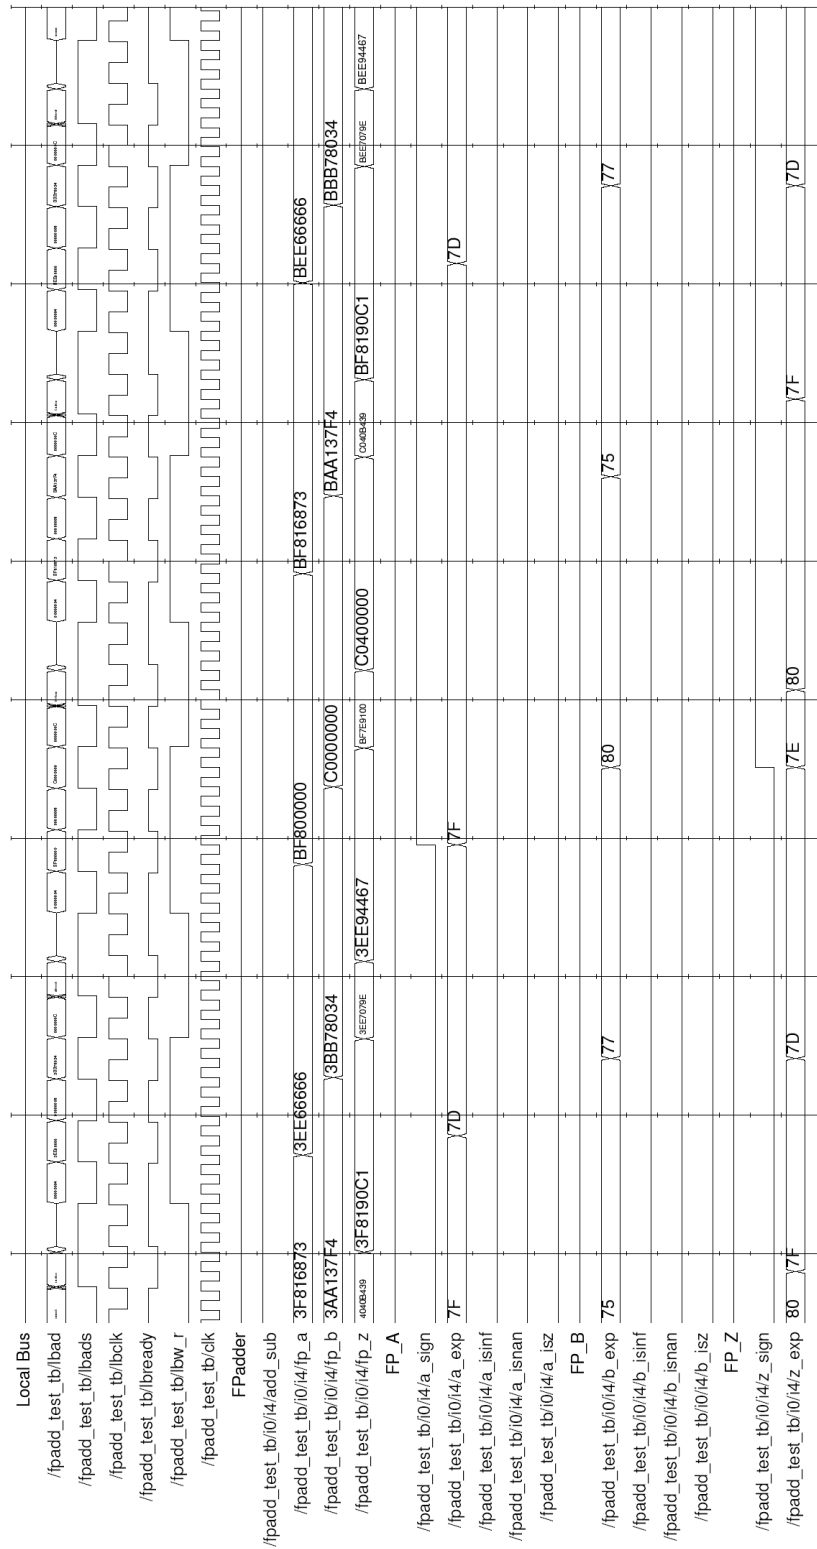 Local Bus
/fpadd_test_tb/lbad
/fpadd_test_tb/lbads
/fpadd_test_tb/lbclk
/fpadd_test_tb/lbready
/fpadd_test_tb/lbw_r
/fpadd_test_tb/clk
FPadder
/fpadd_test_tb/i0/i4/add_sub
/fpadd_test_tb/i0/i4/fp_a 3F816873 3EE66666 BF800000 BF816873 BEE66666
/fpadd_test_tb/i0/i4/fp_b 3AA137F4 3BB78034 C0000000 BAA137F4 BBB78034
/fpadd_test_tb/i0/i4/fp_z 4040B439 3F8190C1 3EE7079E 3EE94467 BF7E9100 C0400000 C040B439 BF8190C1 BEE7079E BEE94467
FP_A
/fpadd_test_tb/i0/i4/a_sign
/fpadd_test_tb/i0/i4/a_exp 7F 7D 7F 7D
/fpadd_test_tb/i0/i4/a_isinf
/fpadd_test_tb/i0/i4/a_isnan
/fpadd_test_tb/i0/i4/a_isz
FP_B
/fpadd_test_tb/i0/i4/b_exp 75 77 80 75 77
/fpadd_test_tb/i0/i4/b_isinf
/fpadd_test_tb/i0/i4/b_isnan
/fpadd_test_tb/i0/i4/b_isz
FP_Z
/fpadd_test_tb/i0/i4/z_sign
/fpadd_test_tb/i0/i4/z_exp 80 7F 7D 7E 80 7F 7D